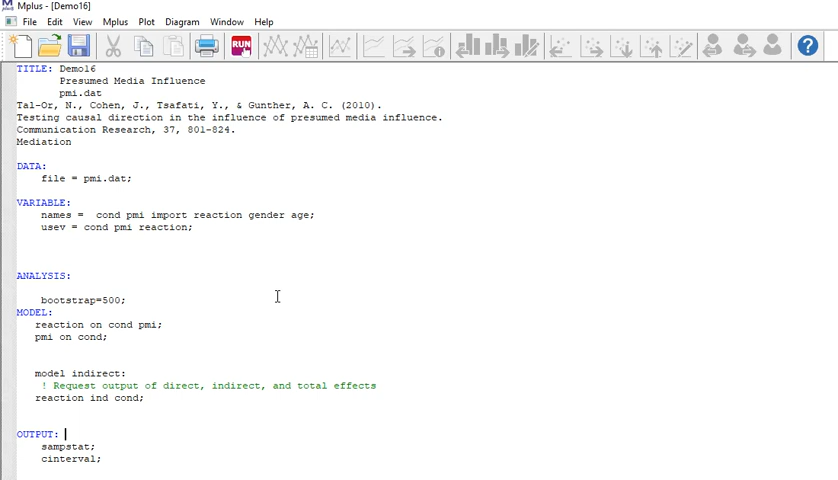 Mplus - [Demo16]
File Edit View Mplus Plot Diagram Window Help
RUN
TITLE: Demo16
Presumed Media Influence
pmi.dat
Tal-Or, N., Cohen, J., Tsafati, Y., & Gunther, A. C. (2010).
Testing causal direction in the influence of presumed media influence.
Communication Research, 37, 801-824.
Mediation
DATA:
file = pmi.dat;
VARIABLE:
names = cond pmi import reaction gender age;
usev = cond pmi reaction;
ANALYSIS:
bootstrap=500;
MODEL:
reaction on cond pmi;
pmi on cond;
model indirect:
! Request output of direct, indirect, and total effects
reaction ind cond;
OUTPUT:
sampstat;
cinterval;